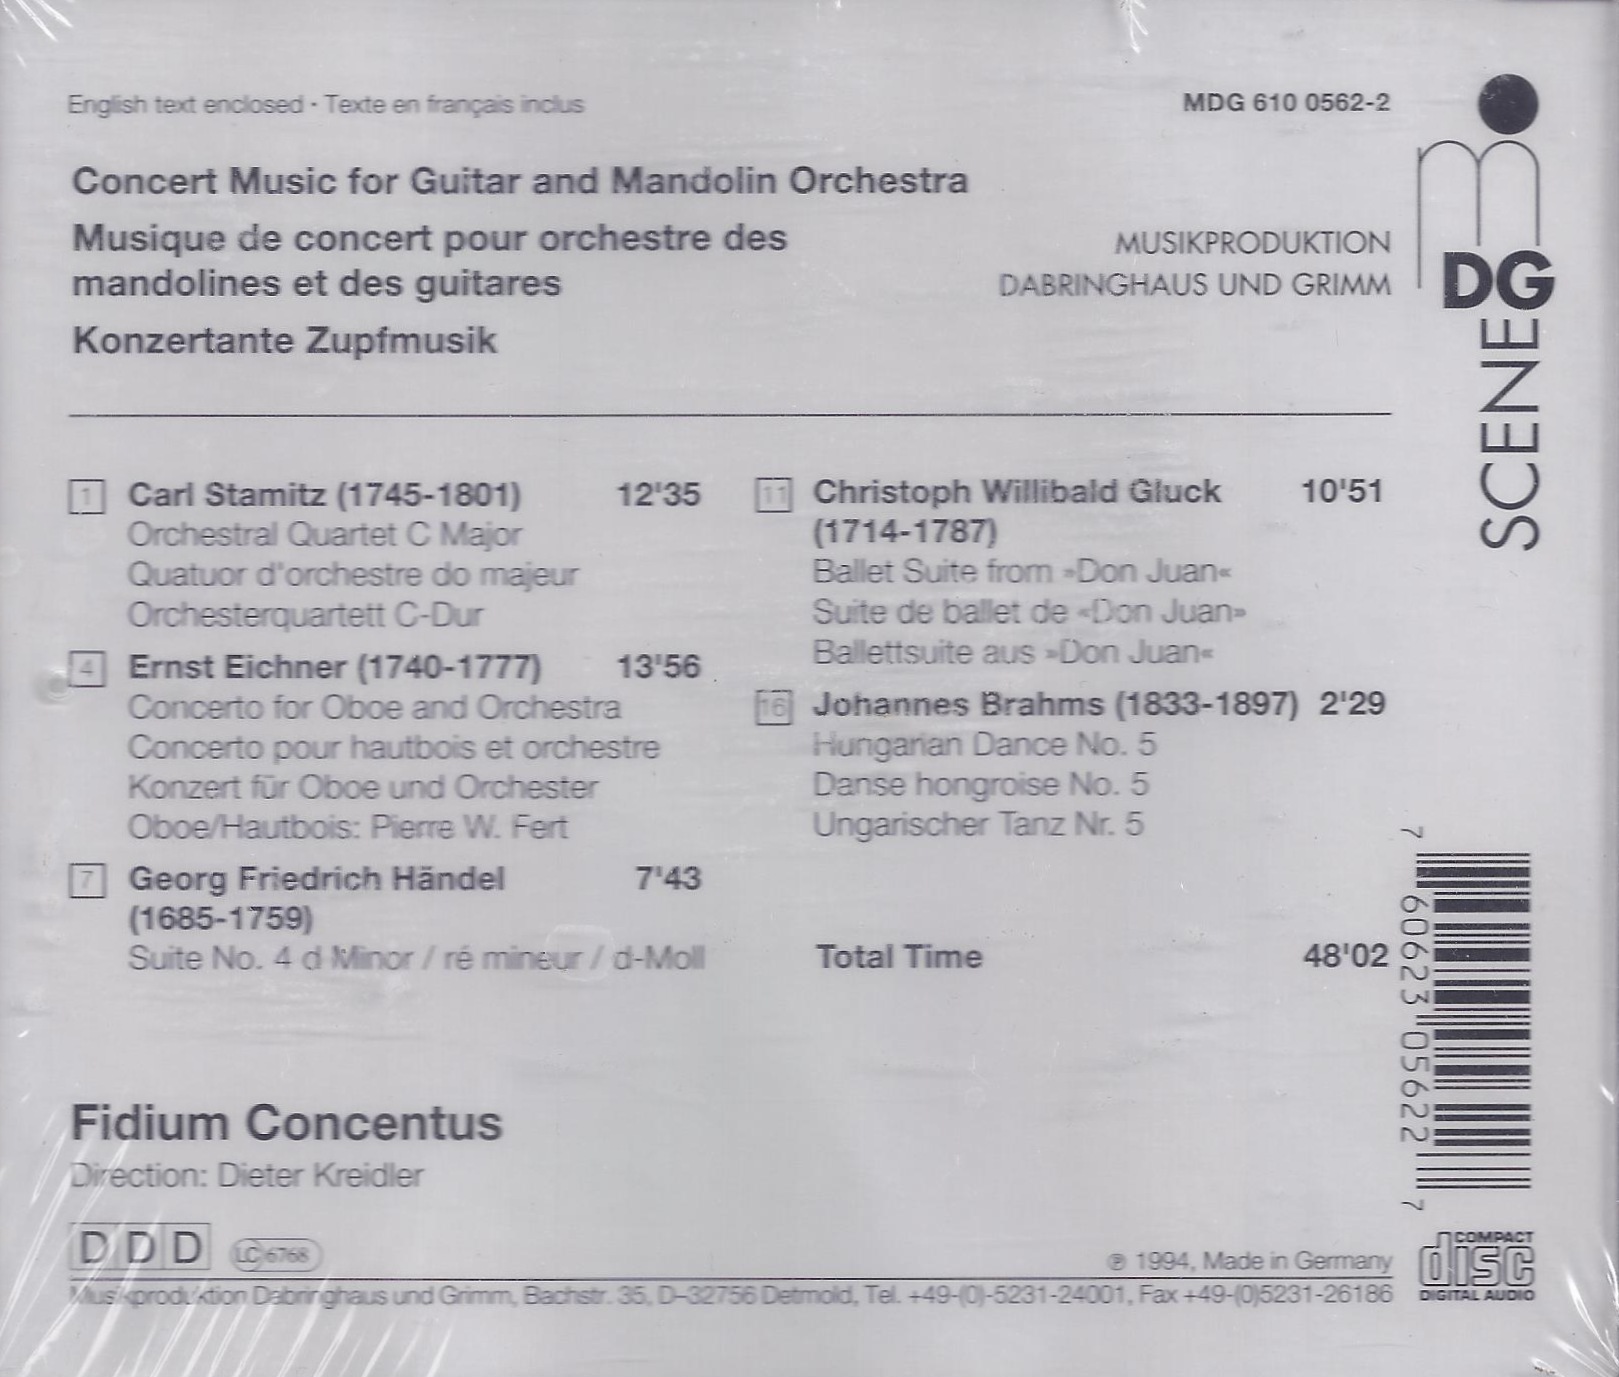 English text enclosed · Texte en français inclus
MDG 610 0562-2
Concert Music for Guitar and Mandolin Orchestra
Musique de concert pour orchestre des
mandolines et des guitares
Konzertante Zupfmusik
MUSIKPRODUKTION
DABRINGHAUS UND GRIMM
DG
SCENE
1 Carl Stamitz (1745-1801) 12'35
Orchestral Quartet C Major
Quatuor d'orchestre do majeur
Orchesterquartett C-Dur
4 Ernst Eichner (1740-1777) 13'56
Concerto for Oboe and Orchestra
Concerto pour hautbois et orchestre
Konzert für Oboe und Orchester
Oboe/Hautbois: Pierre W. Fert
7 Georg Friedrich Händel 7'43
(1685-1759)
Suite No. 4 d Minor / ré mineur / d-Moll
11 Christoph Willibald Gluck 10'51
(1714-1787)
Ballet Suite from »Don Juan«
Suite de ballet de «Don Juan»
Ballettsuite aus »Don Juan«
16 Johannes Brahms (1833-1897) 2'29
Hungarian Dance No. 5
Danse hongroise No. 5
Ungarischer Tanz Nr. 5
Total Time 48'02
7 60623 05622 7
Fidium Concentus
Direction: Dieter Kreidler
D D D LC 6768
℗ 1994, Made in Germany
Musikproduktion Dabringhaus und Grimm, Bachstr. 35, D–32756 Detmold, Tel. +49-(0)-5231-24001, Fax +49-(0)5231-26186
COMPACT
disc
DIGITAL AUDIO